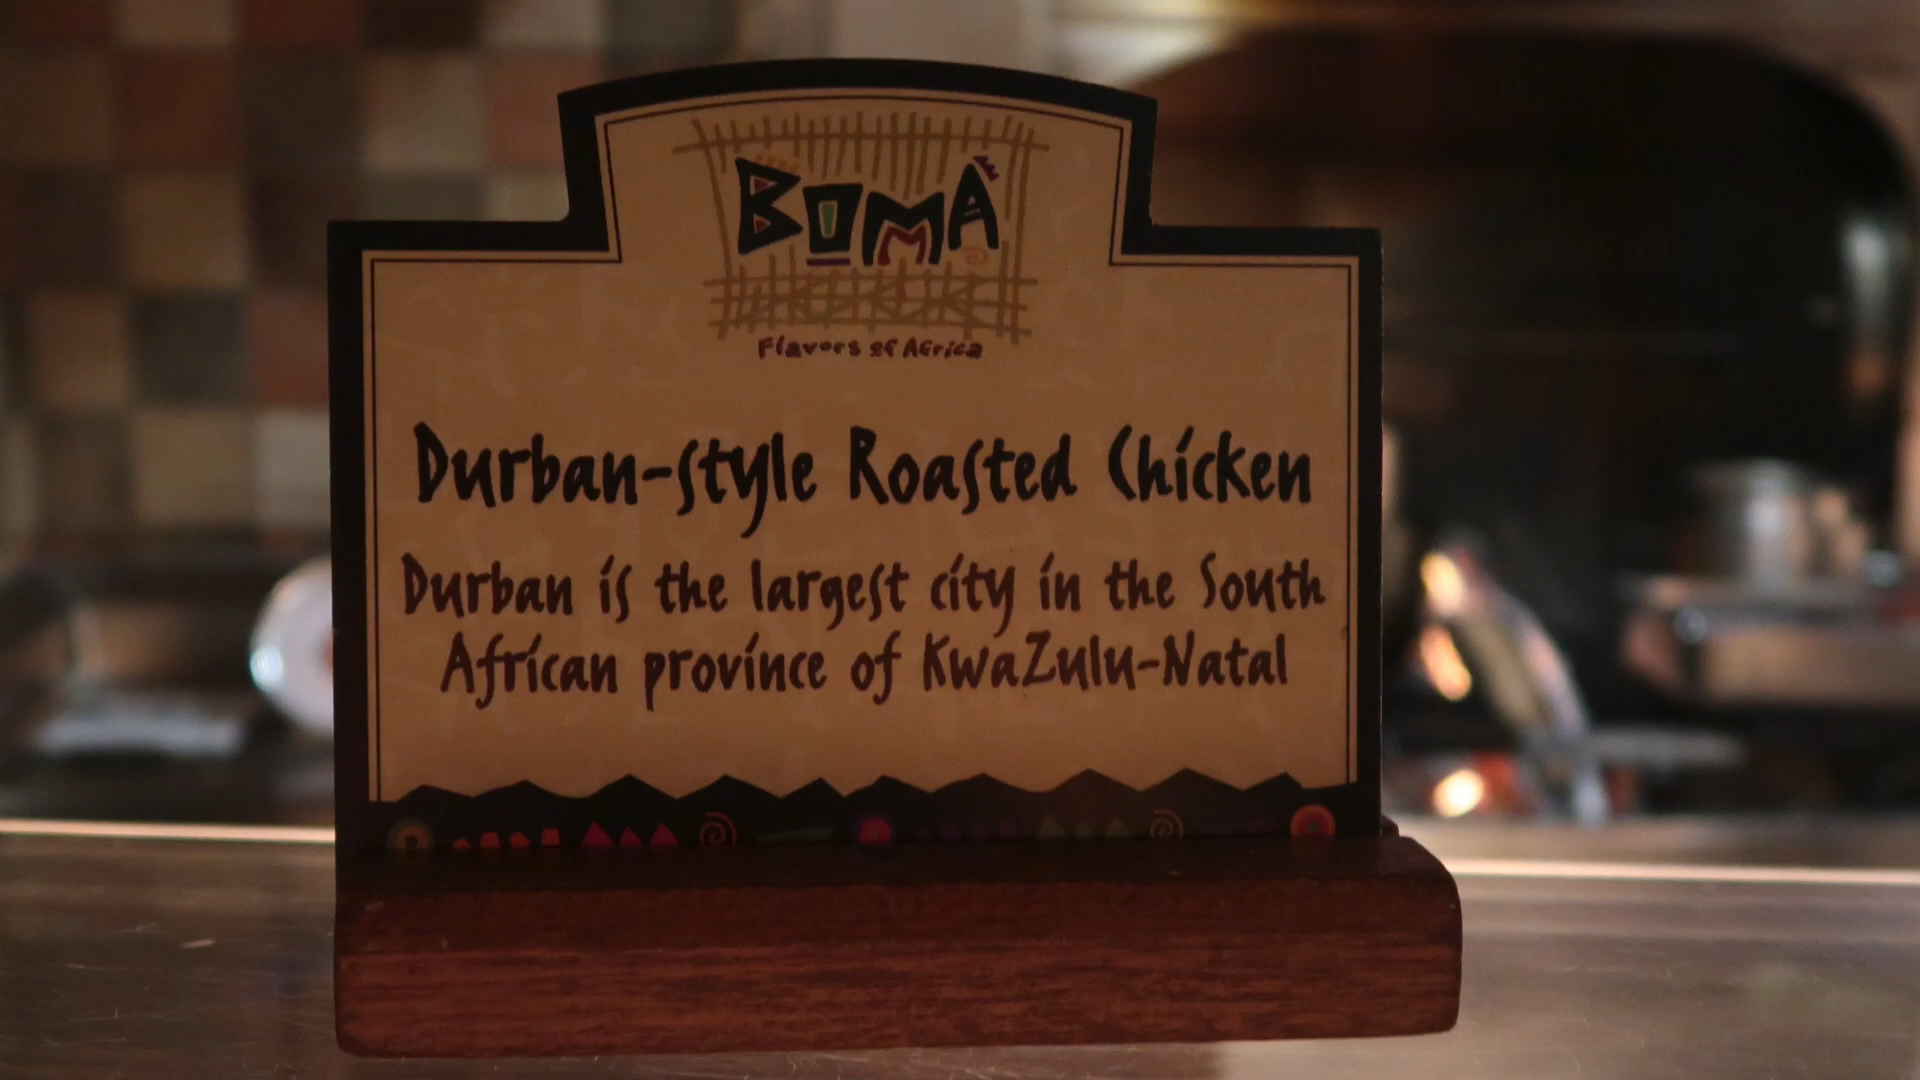 BOMA
Flavors of Africa
Durban-style Roasted Chicken
Durban is the largest city in the South
African province of KwaZulu-Natal